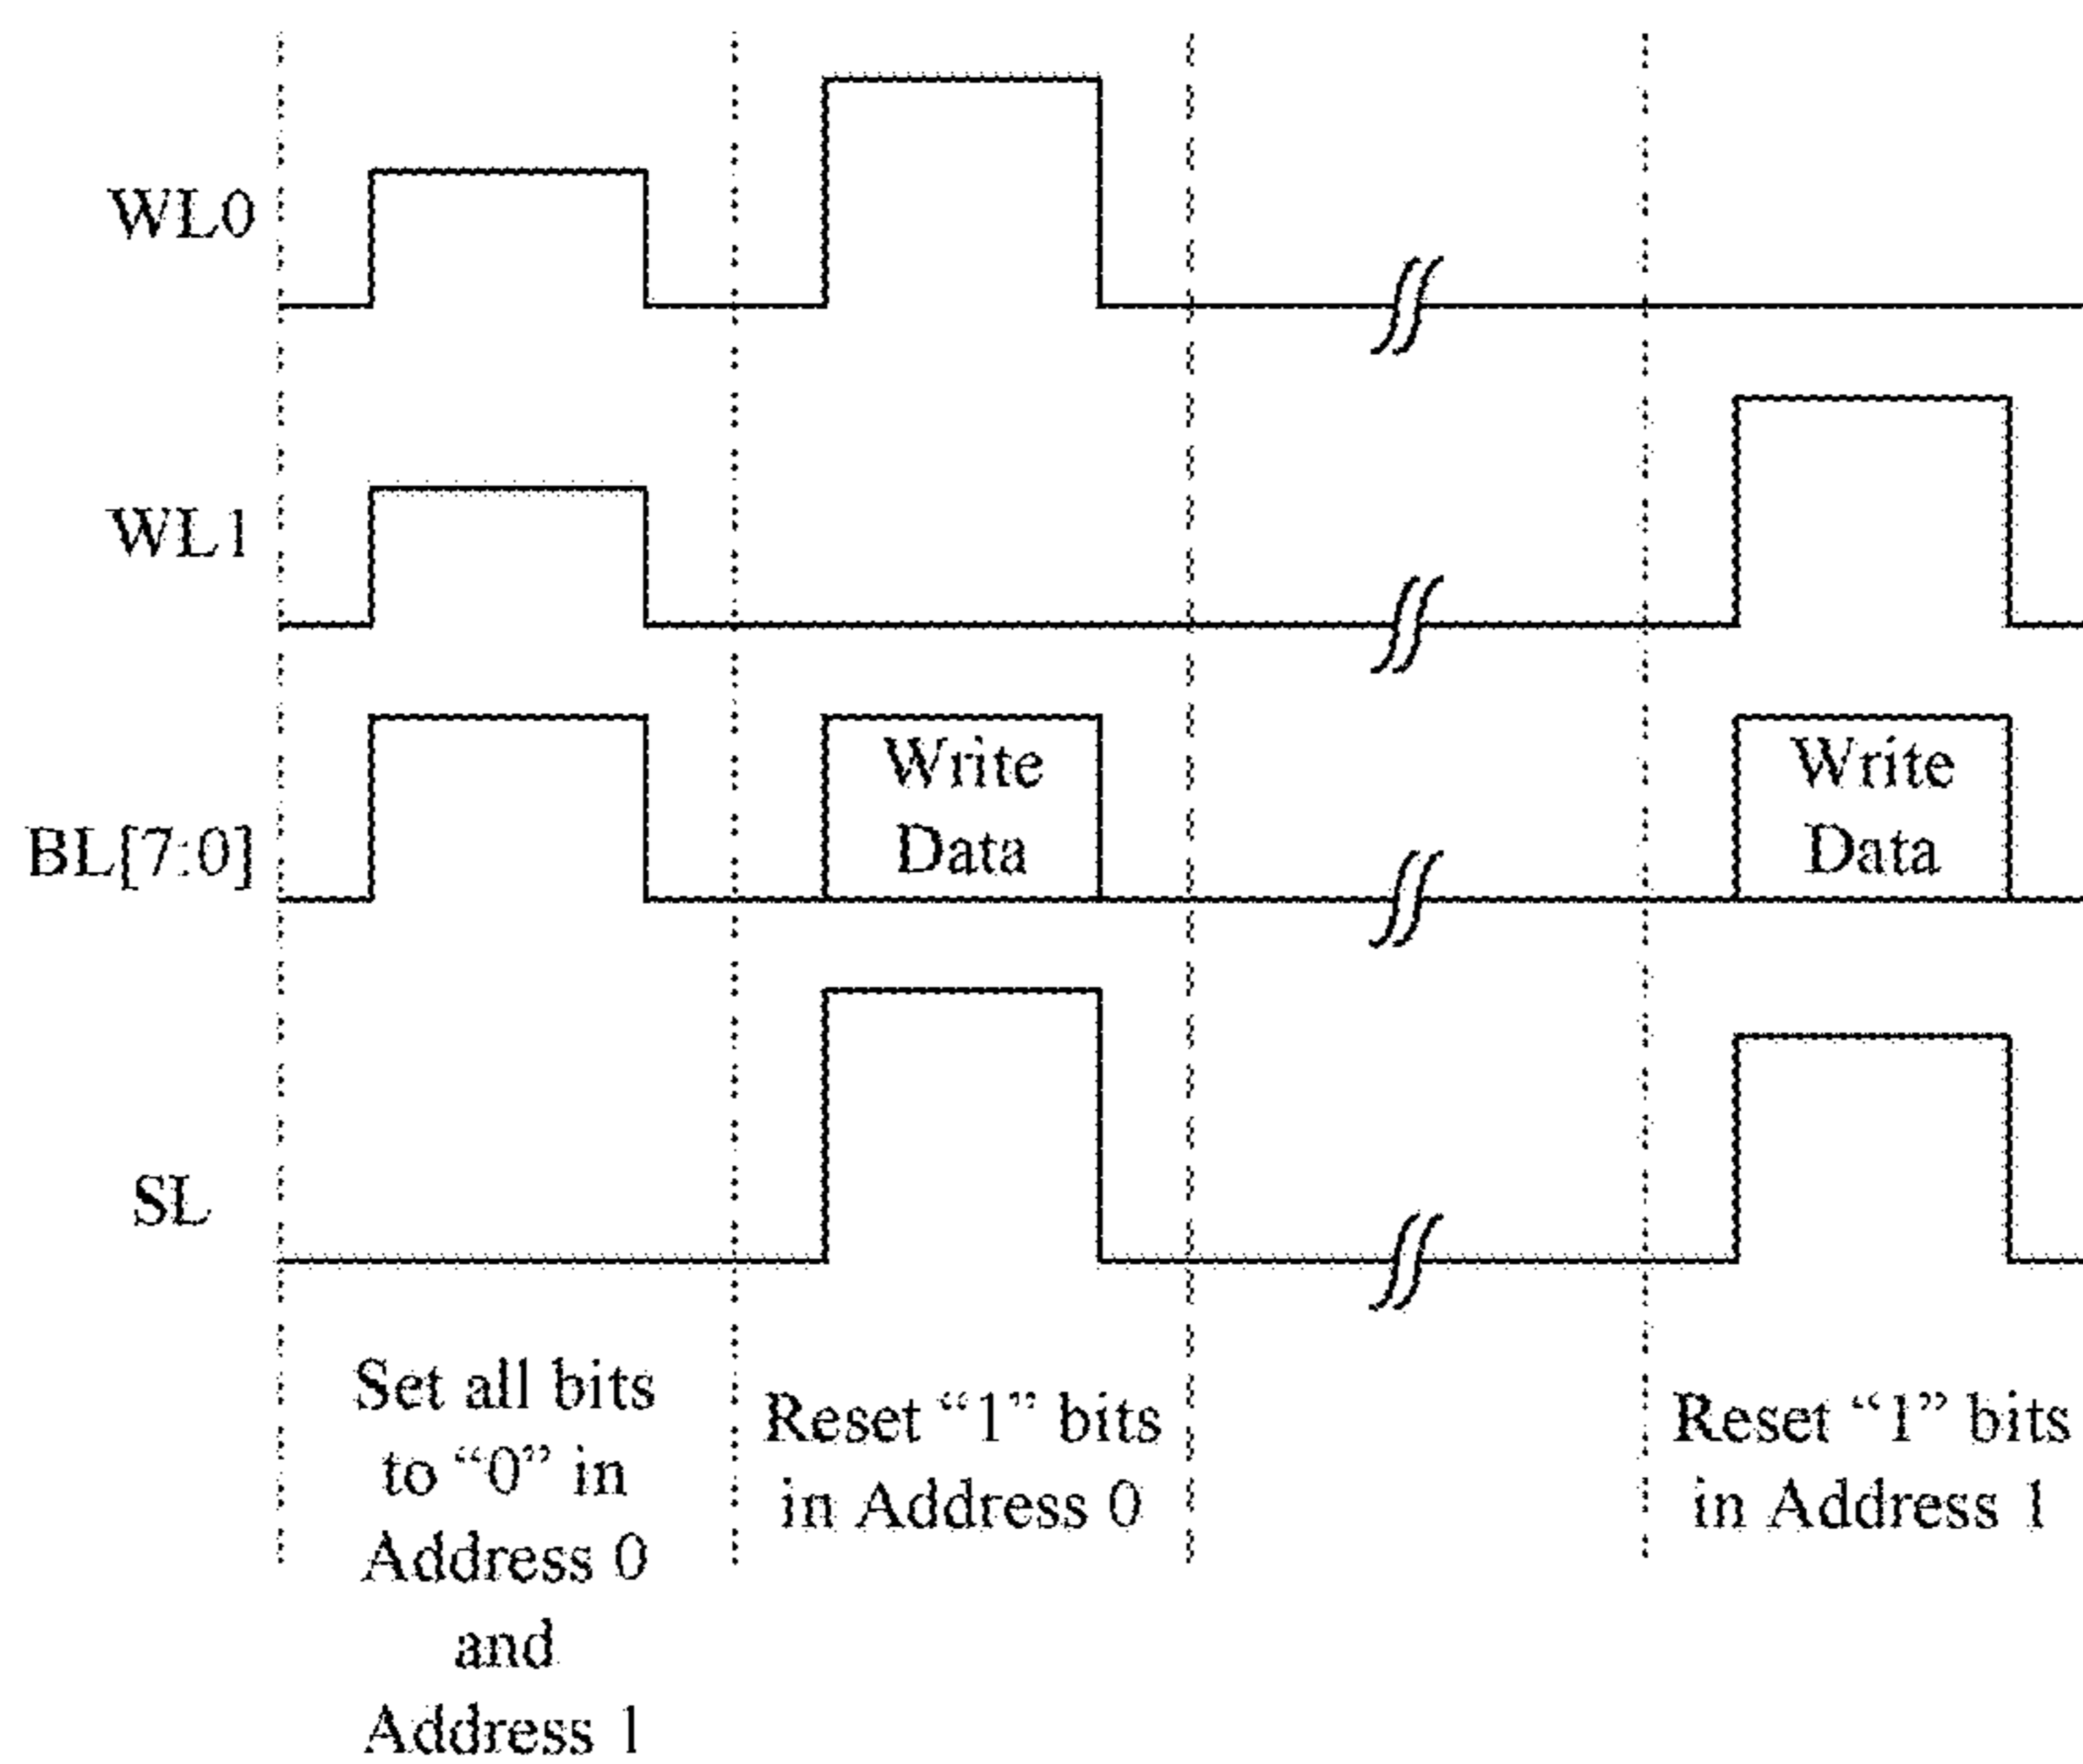 WL0
WL1
BL[7:0]
Write
Data
Write
Data
SL
Set all bits
to “0” in
Address 0
and
Address 1
Reset “1” bits
in Address 0
Reset “1” bits
in Address 1